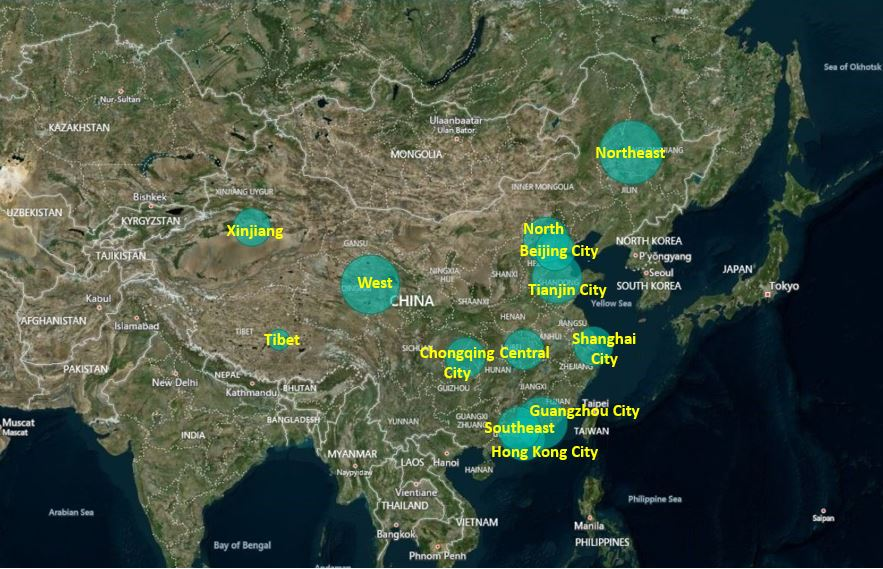 Sea of Okhotsk
Nur-Sultan
Ulaanbaatar
Ulan Bator
KAZAKHSTAN
MONGOLIA
Northeast
JILIN
INNER MONGOLIA
XINJIANG UYGUR
Bishkek
UZBEKISTAN
KYRGYZSTAN
Xinjiang
North
GANSU
Beijing City
NORTH KOREA
P'yŏngyang
TAJIKISTAN
JAPAN
NINGXIA
HUI
SHANXI
Seoul
West
SOUTH KOREA
Tokyo
Tianjin City
Kabul
CHINA
SHAANXI
Yellow Sea
AFGHANISTAN
Islamabad
HENAN
JIANGSU
TIBET
Tibet
Shanghai
City
SICHUAN
Chongqing
City
Central
PAKISTAN
HUNAN
ZHEJIANG
NEPAL
New Delhi
Kathmandu
BHUTAN
GUIZHOU
JIANGXI
FUJIAN
Taipei
Guangzhou City
Muscat
Mascat
BANGLADESH
YUNNAN
GUANGXI
ZHUANG
Southeast
TAIWAN
INDIA
Hong Kong City
MYANMAR
LAOS
Hanoi
HAINAN
Naypyidaw
Vientiane
THAILAND
Philippine Sea
Arabian Sea
VIETNAM
Manila
Saipan
Bangkok
PHILIPPINES
Bay of Bengal
Phnom Penh
Andaman